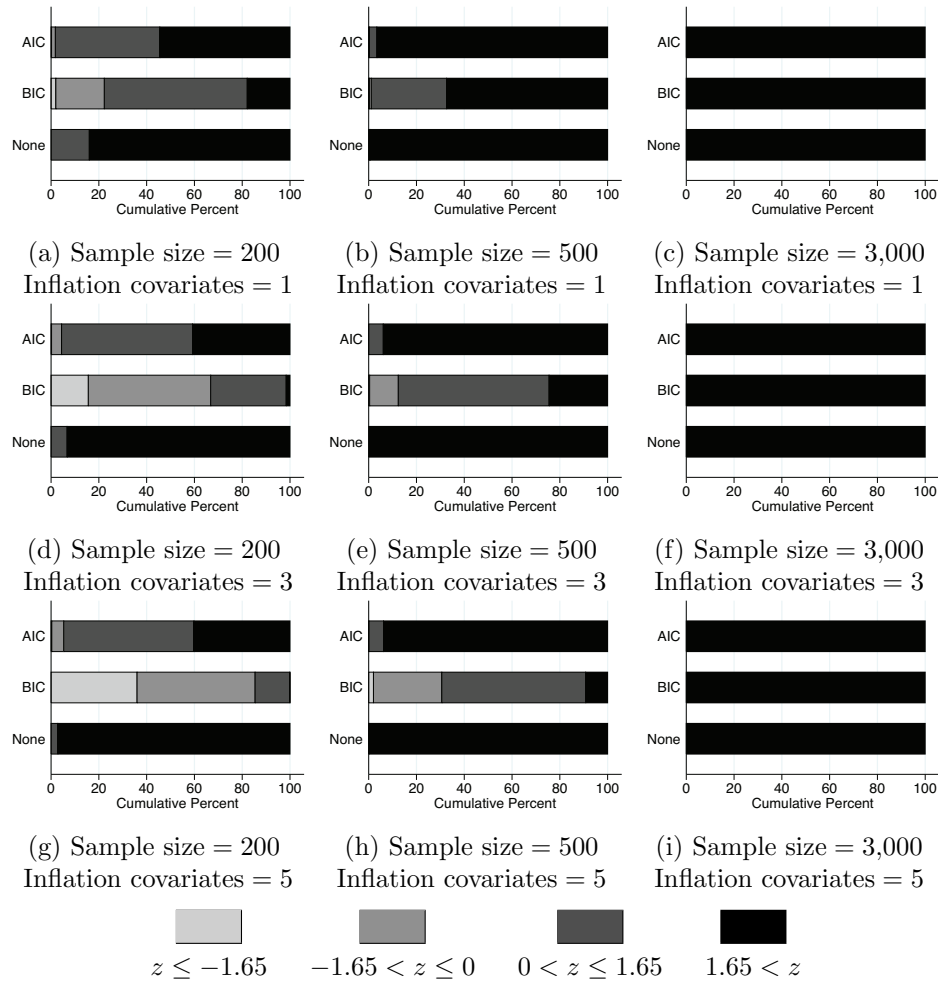 AIC
BIC
None
0 20 40 60 80 100
Cumulative Percent
(a) Sample size = 200
Inflation covariates = 1
AIC
BIC
None
0 20 40 60 80 100
Cumulative Percent
(b) Sample size = 500
Inflation covariates = 1
AIC
BIC
None
0 20 40 60 80 100
Cumulative Percent
(c) Sample size = 3,000
Inflation covariates = 1
AIC
BIC
None
0 20 40 60 80 100
Cumulative Percent
(d) Sample size = 200
Inflation covariates = 3
AIC
BIC
None
0 20 40 60 80 100
Cumulative Percent
(e) Sample size = 500
Inflation covariates = 3
AIC
BIC
None
0 20 40 60 80 100
Cumulative Percent
(f) Sample size = 3,000
Inflation covariates = 3
AIC
BIC
None
0 20 40 60 80 100
Cumulative Percent
(g) Sample size = 200
Inflation covariates = 5
AIC
BIC
None
0 20 40 60 80 100
Cumulative Percent
(h) Sample size = 500
Inflation covariates = 5
AIC
BIC
None
0 20 40 60 80 100
Cumulative Percent
(i) Sample size = 3,000
Inflation covariates = 5
z ≤ −1.65
−1.65 < z ≤ 0
0 < z ≤ 1.65
1.65 < z